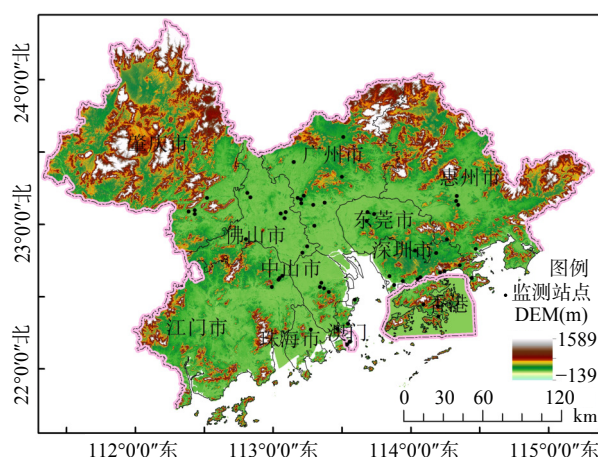 24°0′0″北
23°0′0″北
22°0′0″北
肇庆市
广州市
惠州市
东莞市
佛山市
深圳市
中山市
江门市
珠海市
澳门
香港
图例
监测站点
DEM(m)
1589
−139
0 30 60 120
km
112°0′0″东 113°0′0″东 114°0′0″东 115°0′0″东